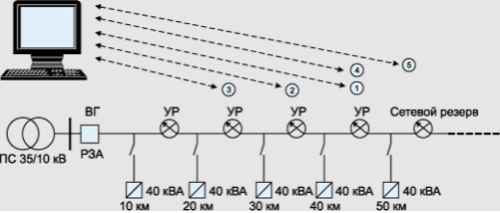 5
4
3 2 1
ВГ УР УР УР УР Сетевой резерв
ПС 35/10 кВ РЗА
40 кВА 40 кВА 40 кВА 40 кВА 40 кВА
10 км 20 км 30 км 40 км 50 км